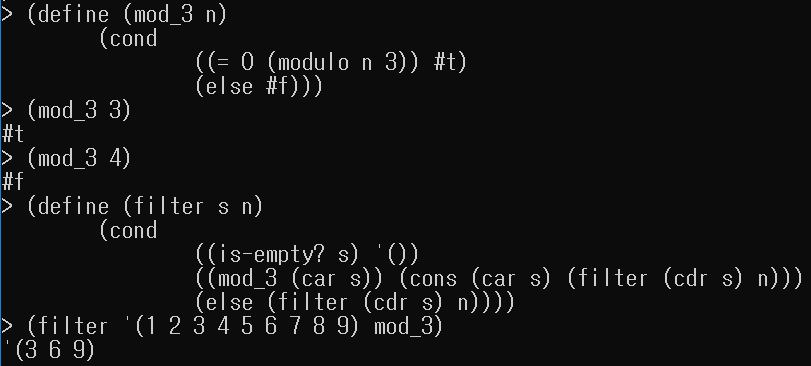 > (define (mod_3 n)
(cond
((= 0 (modulo n 3)) #t)
(else #f)))
> (mod_3 3)
#t
> (mod_3 4)
#f
> (define (filter s n)
(cond
((is-empty? s) '())
((mod_3 (car s)) (cons (car s) (filter (cdr s) n)))
(else (filter (cdr s) n))))
> (filter '(1 2 3 4 5 6 7 8 9) mod_3)
'(3 6 9)